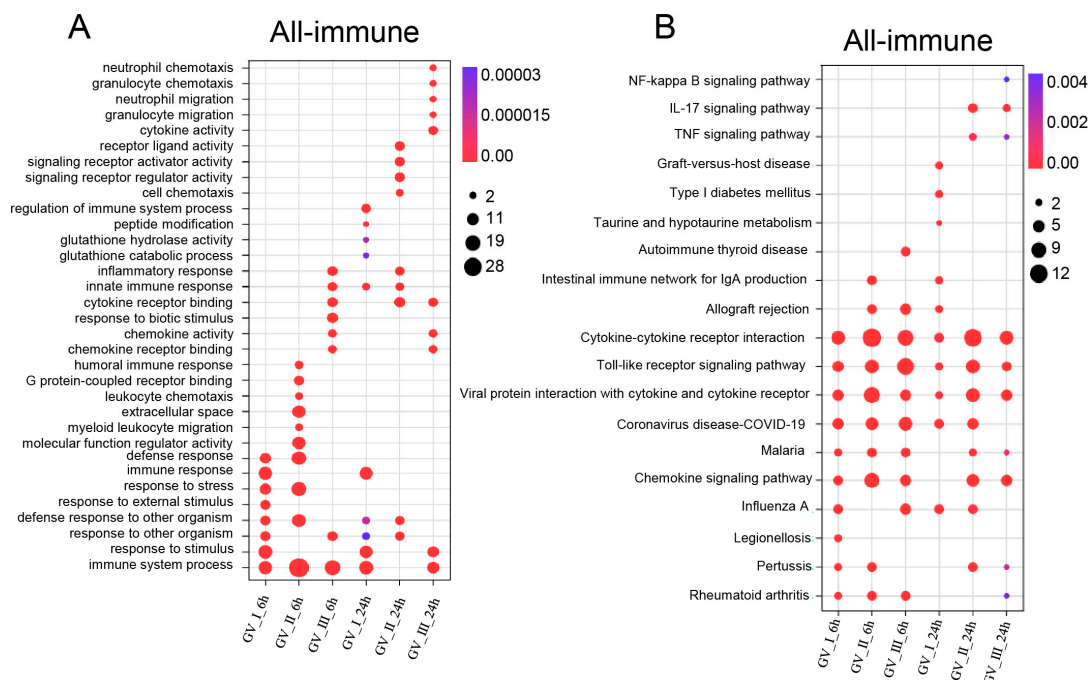 A
All-immune
neutrophil chemotaxis
granulocyte chemotaxis
neutrophil migration
granulocyte migration
cytokine activity
receptor ligand activity
signaling receptor activator activity
signaling receptor regulator activity
cell chemotaxis
regulation of immune system process
peptide modification
glutathione hydrolase activity
glutathione catabolic process
inflammatory response
innate immune response
cytokine receptor binding
response to biotic stimulus
chemokine activity
chemokine receptor binding
humoral immune response
G protein-coupled receptor binding
leukocyte chemotaxis
extracellular space
myeloid leukocyte migration
molecular function regulator activity
defense response
immune response
response to stress
response to external stimulus
defense response to other organism
response to other organism
response to stimulus
immune system process
GV_I_6h
GV_II_6h
GV_III_6h
GV_I_24h
GV_II_24h
GV_III_24h
0.00003
0.000015
0.00
2
11
19
28
B
All-immune
NF-kappa B signaling pathway
IL-17 signaling pathway
TNF signaling pathway
Graft-versus-host disease
Type I diabetes mellitus
Taurine and hypotaurine metabolism
Autoimmune thyroid disease
Intestinal immune network for IgA production
Allograft rejection
Cytokine-cytokine receptor interaction
Toll-like receptor signaling pathway
Viral protein interaction with cytokine and cytokine receptor
Coronavirus disease-COVID-19
Malaria
Chemokine signaling pathway
Influenza A
Legionellosis
Pertussis
Rheumatoid arthritis
GV_I_6h
GV_II_6h
GV_III_6h
GV_I_24h
GV_II_24h
GV_III_24h
0.004
0.002
0.00
2
5
9
12